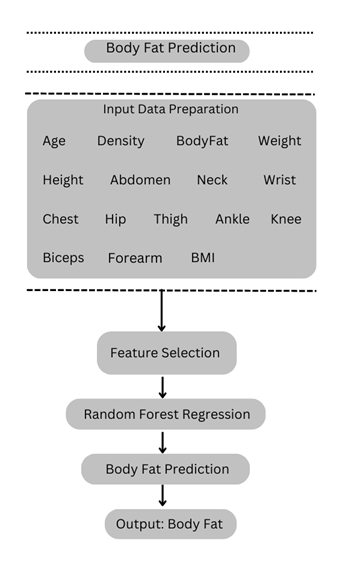 Body Fat Prediction
Input Data Preparation
Age Density BodyFat Weight
Height Abdomen Neck Wrist
Chest Hip Thigh Ankle Knee
Biceps Forearm BMI
Feature Selection
Random Forest Regression
Body Fat Prediction
Output: Body Fat